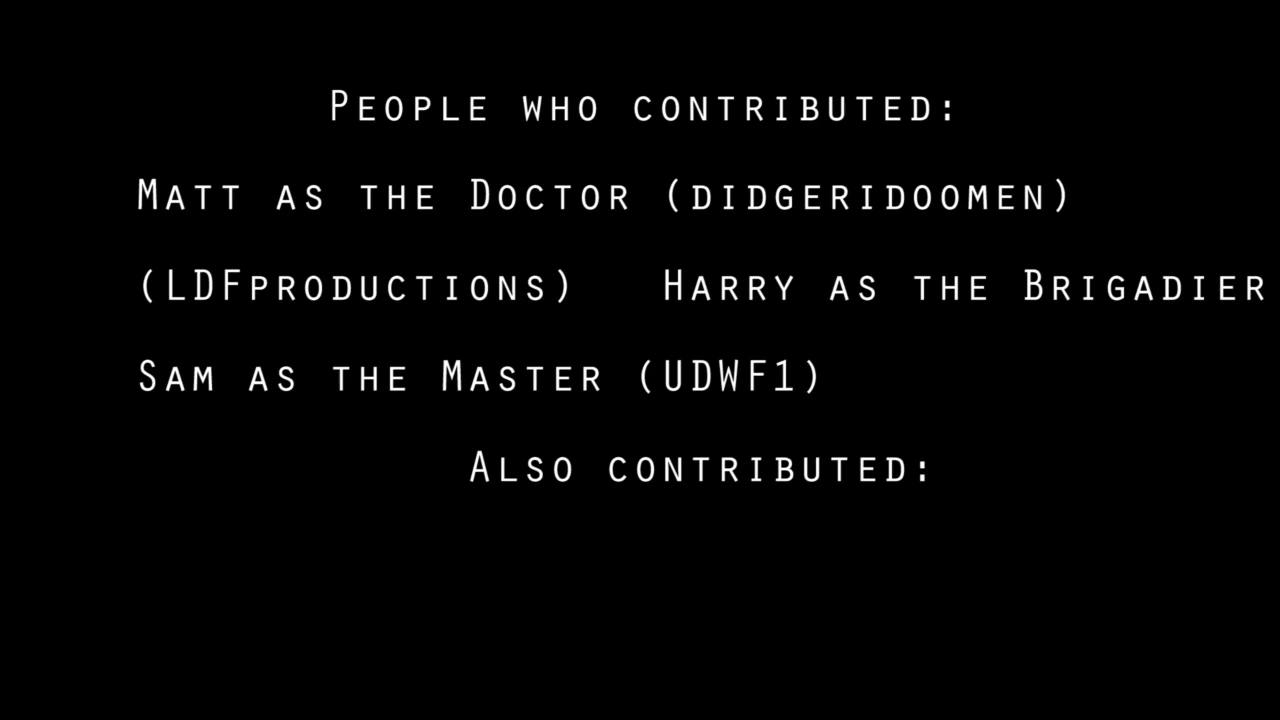 People who contributed:
Matt as the Doctor (didgeridoomen)
(LDFproductions) Harry as the Brigadier
Sam as the Master (UDWF1)
Also contributed: